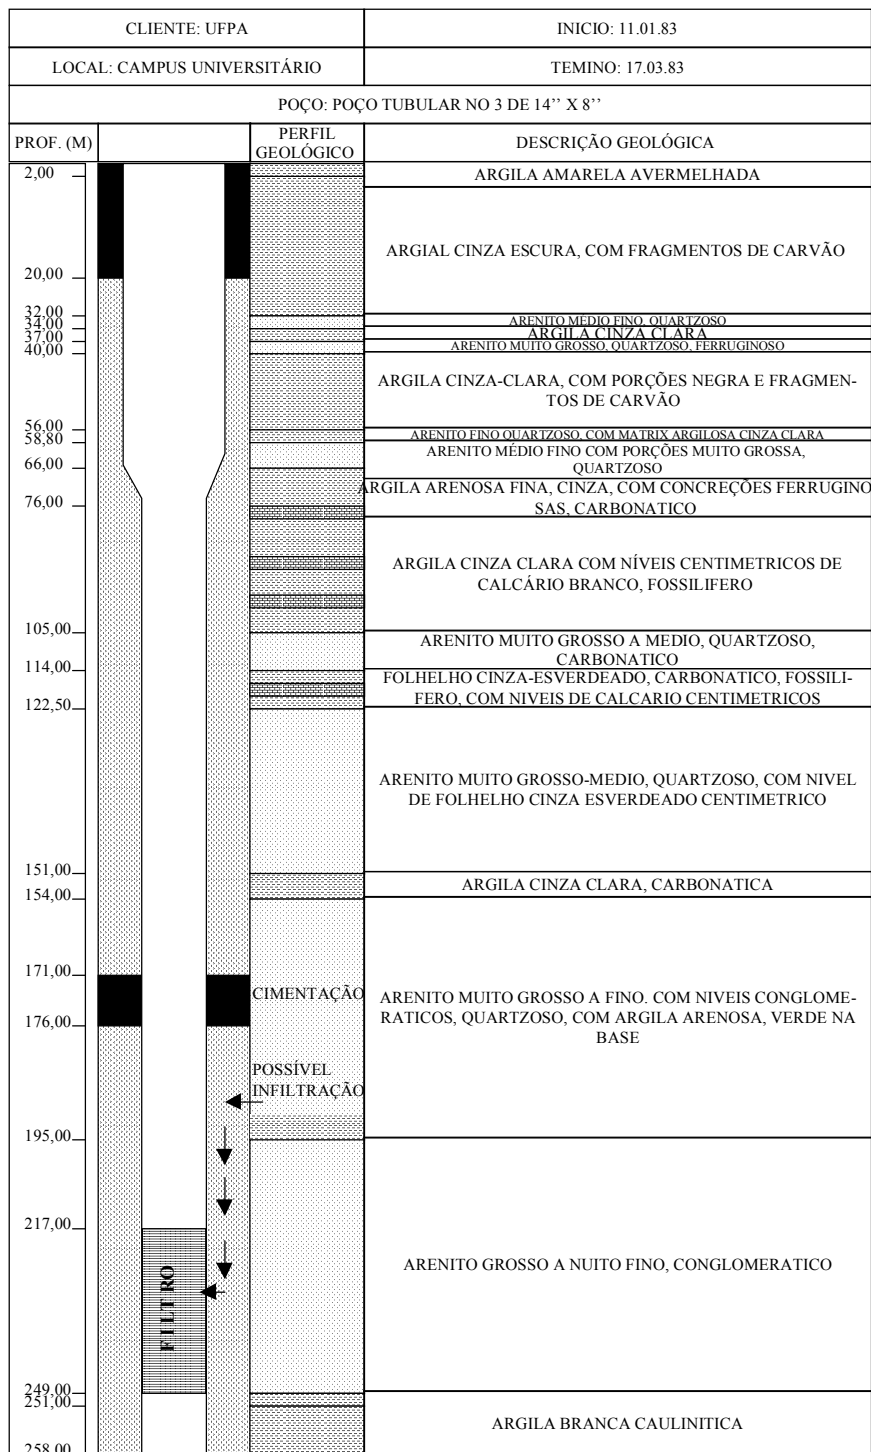 CLIENTE: UFPA
INICIO: 11.01.83
LOCAL: CAMPUS UNIVERSITÁRIO
TEMINO: 17.03.83
POÇO: POÇO TUBULAR NO 3 DE 14’’ X 8’’
PROF. (M)
PERFIL
GEOLÓGICO
DESCRIÇÃO GEOLÓGICA
2,00
ARGILA AMARELA AVERMELHADA
ARGIAL CINZA ESCURA, COM FRAGMENTOS DE CARVÃO
20,00
32,00
ARENITO MÉDIO FINO, QUARTZOSO
34,00
ARGILA CINZA CLARA
37,00
ARENITO MUITO GROSSO, QUARTZOSO, FERRUGINOSO
40,00
ARGILA CINZA-CLARA, COM PORÇÕES NEGRA E FRAGMEN-
TOS DE CARVÃO
56,00
ARENITO FINO QUARTZOSO, COM MATRIX ARGILOSA CINZA CLARA
58,80
ARENITO MÉDIO FINO COM PORÇÕES MUITO GROSSA,
QUARTZOSO
66,00
ARGILA ARENOSA FINA, CINZA, COM CONCREÇÕES FERRUGINO
SAS, CARBONATICO
76,00
ARGILA CINZA CLARA COM NÍVEIS CENTIMETRICOS DE
CALCÁRIO BRANCO, FOSSILIFERO
105,00
ARENITO MUITO GROSSO A MEDIO, QUARTZOSO,
CARBONATICO
114,00
FOLHELHO CINZA-ESVERDEADO, CARBONATICO, FOSSILI-
FERO, COM NIVEIS DE CALCARIO CENTIMETRICOS
122,50
ARENITO MUITO GROSSO-MEDIO, QUARTZOSO, COM NIVEL
DE FOLHELHO CINZA ESVERDEADO CENTIMETRICO
151,00
ARGILA CINZA CLARA, CARBONATICA
154,00
171,00
CIMENTAÇÃO
ARENITO MUITO GROSSO A FINO. COM NIVEIS CONGLOME-
RATICOS, QUARTZOSO, COM ARGILA ARENOSA, VERDE NA
BASE
176,00
POSSÍVEL
INFILTRAÇÃO
195,00
217,00
ARENITO GROSSO A NUITO FINO, CONGLOMERATICO
FILTRO
249,00
251,00
ARGILA BRANCA CAULINITICA
258,00